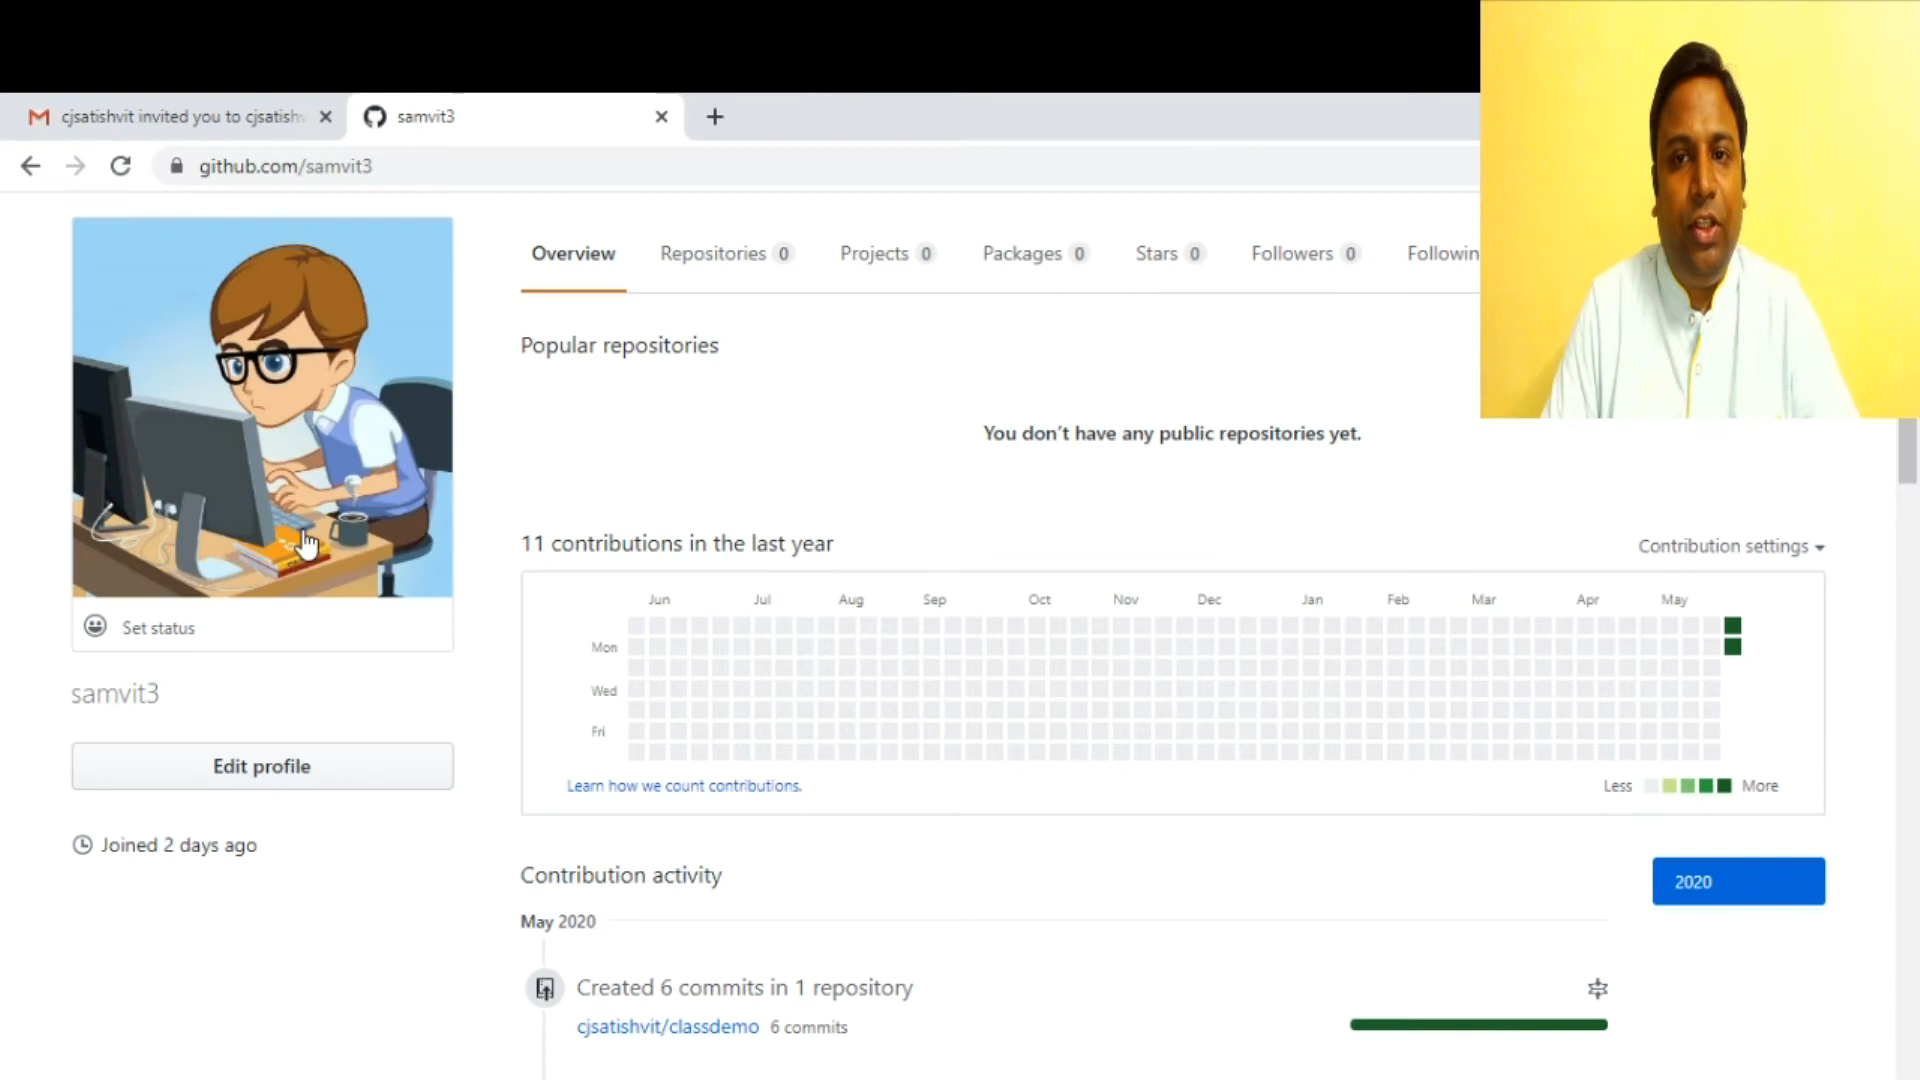 cjsatishvit invited you to cjsatishv
samvit3
github.com/samvit3
Overview
Repositories 0
Projects 0
Packages 0
Stars 0
Followers 0
Followin
Popular repositories
You don't have any public repositories yet.
11 contributions in the last year
Contribution settings
Jun Jul Aug Sep Oct Nov Dec Jan Feb Mar Apr May
Mon
Wed
Fri
Learn how we count contributions.
Less More
Set status
samvit3
Edit profile
Joined 2 days ago
Contribution activity
2020
May 2020
Created 6 commits in 1 repository
cjsatishvit/classdemo 6 commits